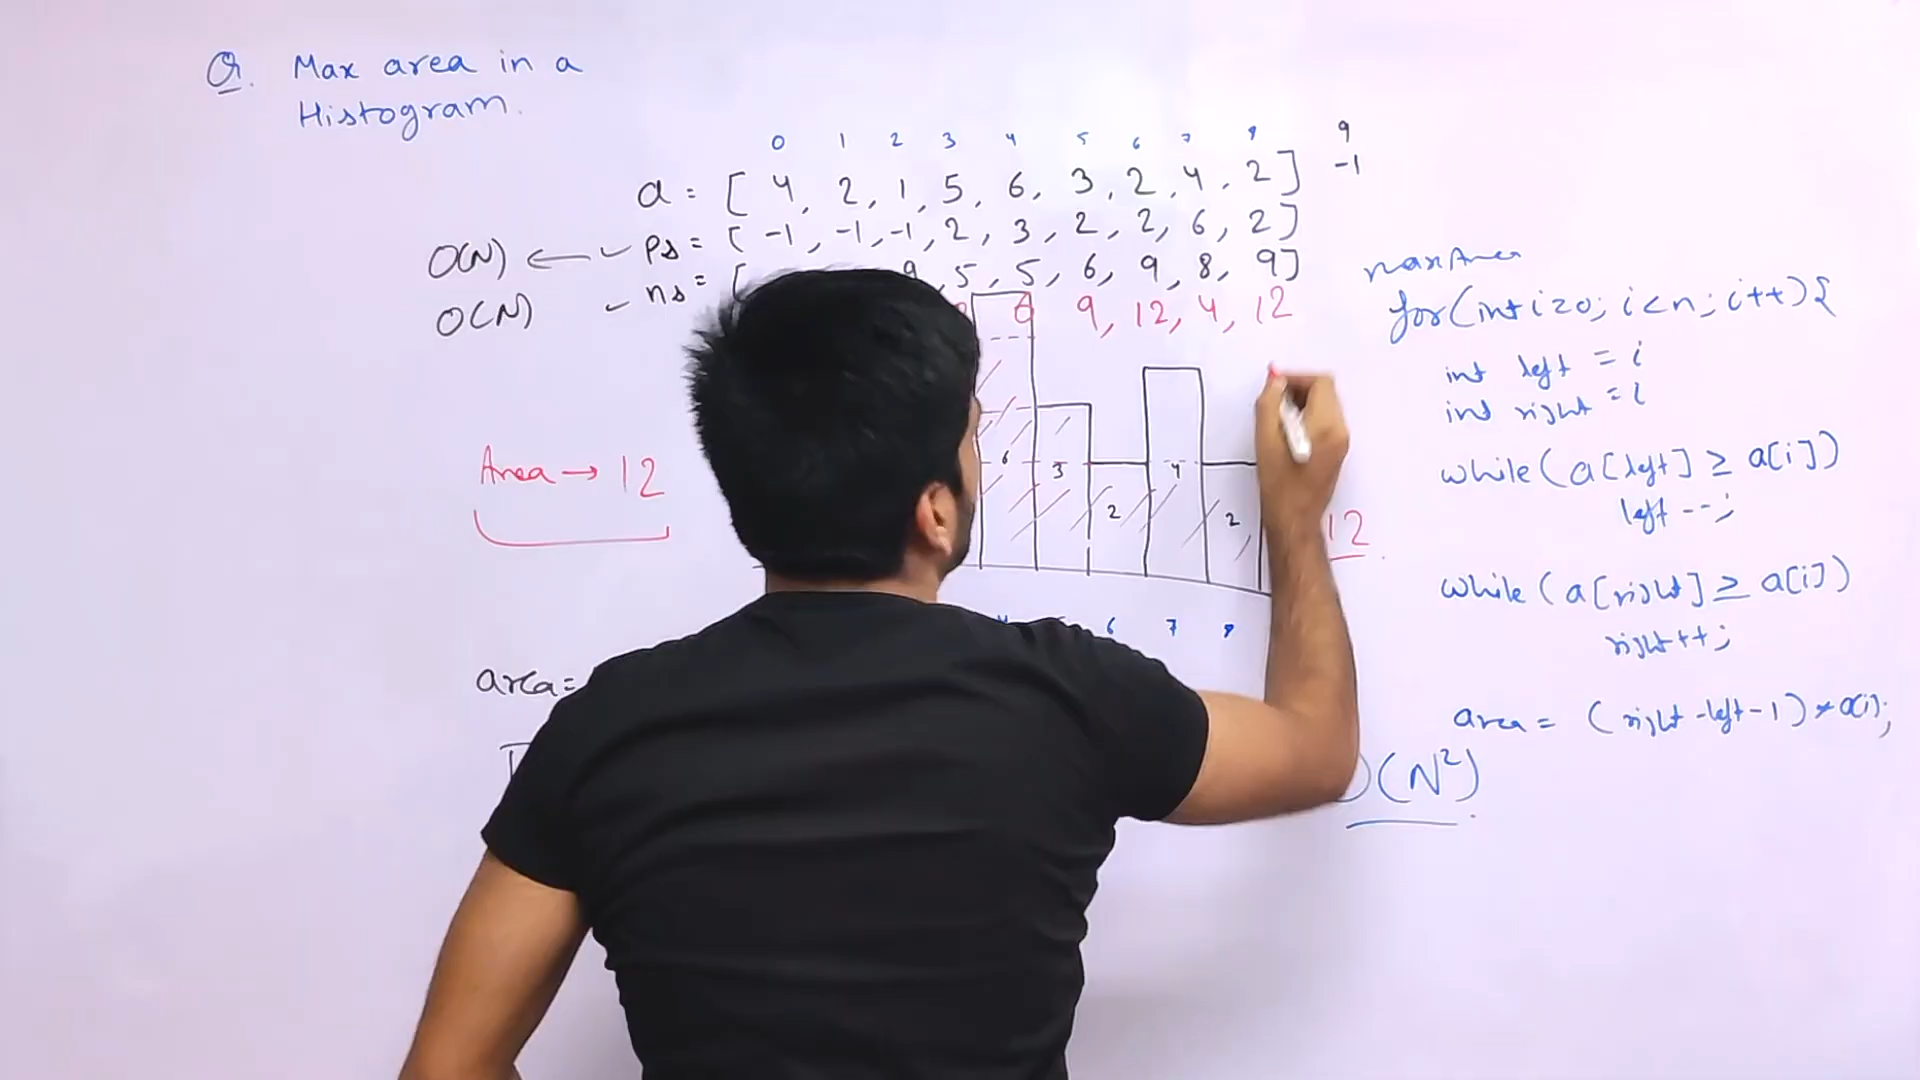 Q. Max area in a
Histogram.
0 1 2 3 4 5 6 7 8 9
a = [ 4, 2, 1, 5, 6, 3, 2, 4, 2 ] -1
O(N) ← ✓ ps = [ -1, -1, -1, 2, 3, 2, 2, 6, 2 ]
O(N) ✓ ns = [ 9, 5, 5, 6, 9, 8, 9 ]
6 9, 12, 4, 12
maxArea
for(int i=0; i<n; i++){
int left = i
int right = i
while(a[left] ≥ a[i])
left --;
while(a[right] ≥ a[i])
right++;
area = (right-left-1)*a[i];
O(N²)
Area → 12
6 3 2 4 2
12.
6 7 8
area=